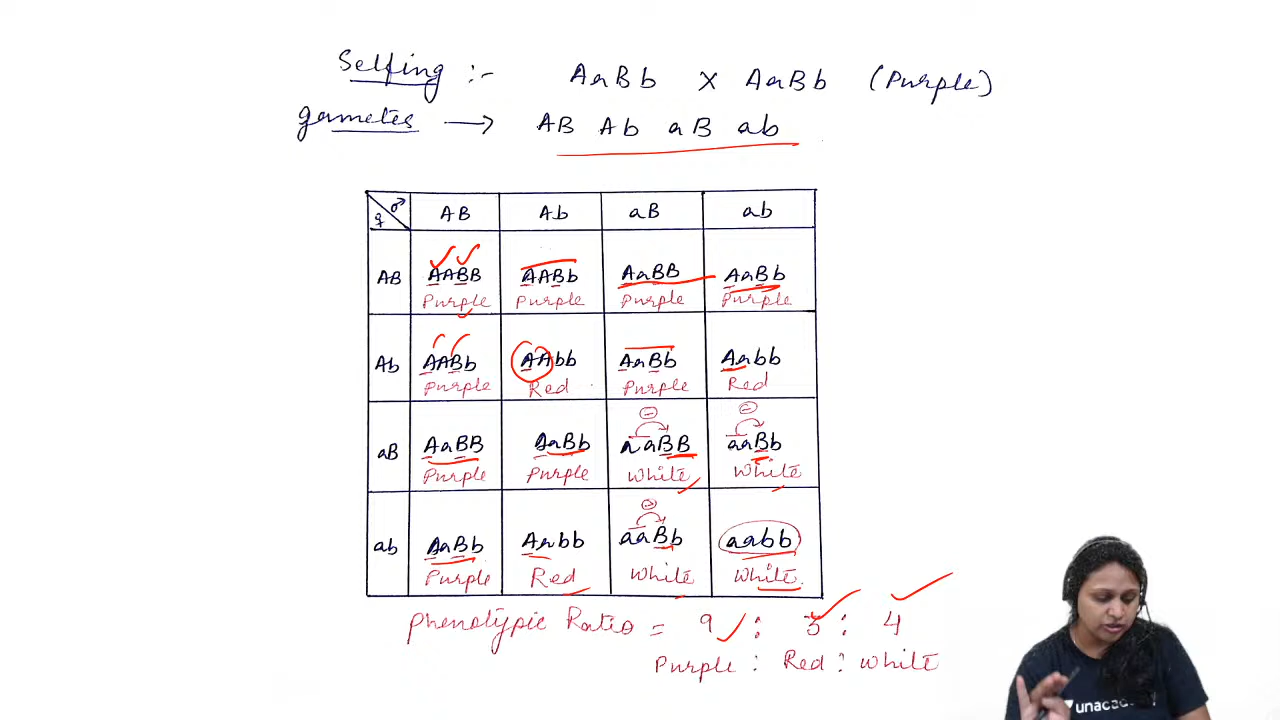 Selfing :- AaBb x AaBb (Purple)
gametes → AB Ab aB ab
♀ ♂ AB Ab aB ab
AB AABB AABb AaBB AaBb
Purple Purple Purple Purple
Ab AABb AAbb AaBb Aabb
Purple Red Purple Red
aB AaBB AaBb aaBB aaBb
Purple Purple White White
ab AaBb Aabb aaBb aabb
Purple Red White White.
Phenotypic Ratio = 9 : 3 : 4
Purple : Red : White